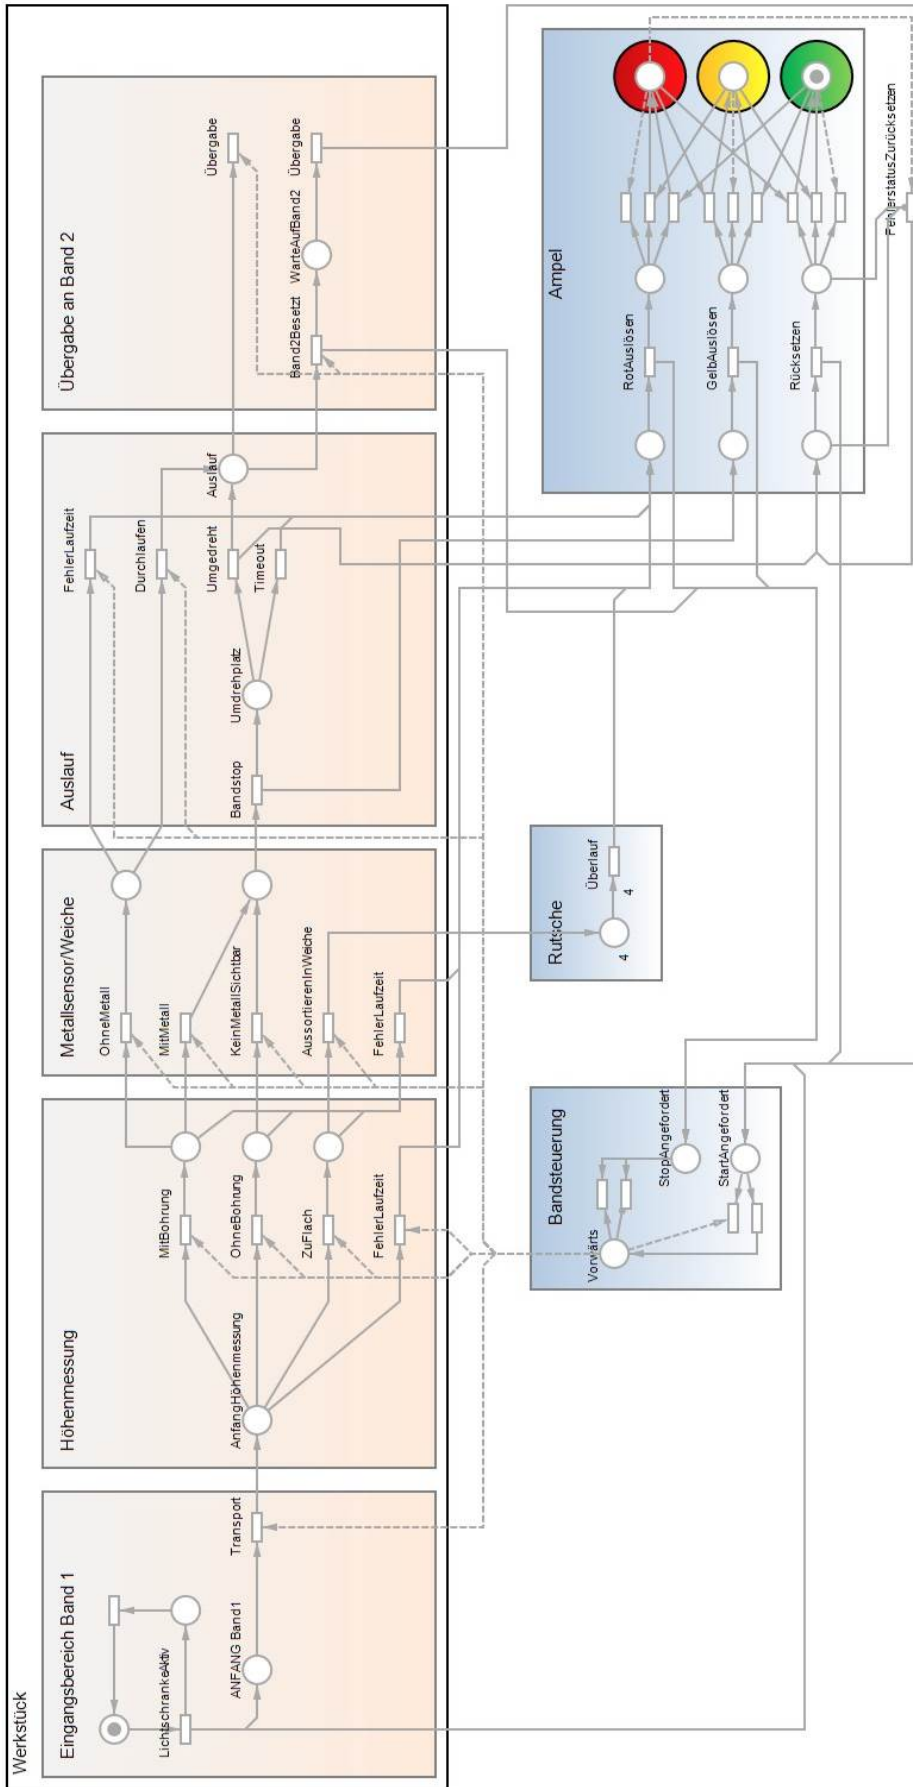 Werkstück
Eingangsbereich Band 1
LichtschrankeAktiv
ANFANG Band1
Transport
Höhenmessung
AnfangHöhenmessung
MitBohrung
OhneBohrung
ZuFlach
FehlerLaufzeit
Metallsensor/Weiche
OhneMetall
MitMetall
KeinMetallSichtbar
AussortierenInWeiche
FehlerLaufzeit
Auslauf
Bandstop
Umdrehplatz
FehlerLaufzeit
Durchlaufen
Umgedreht
Timeout
Auslauf
Übergabe an Band 2
Band2Besetzt
WarteAufBand2
Übergabe
Übergabe
Bandsteuerung
Vorwärts
StopAngefordert
StartAngefordert
Rutsche
4
Überlauf
4
Ampel
RotAuslösen
GelbAuslösen
Rücksetzen
FehlerstatusZurücksetzen